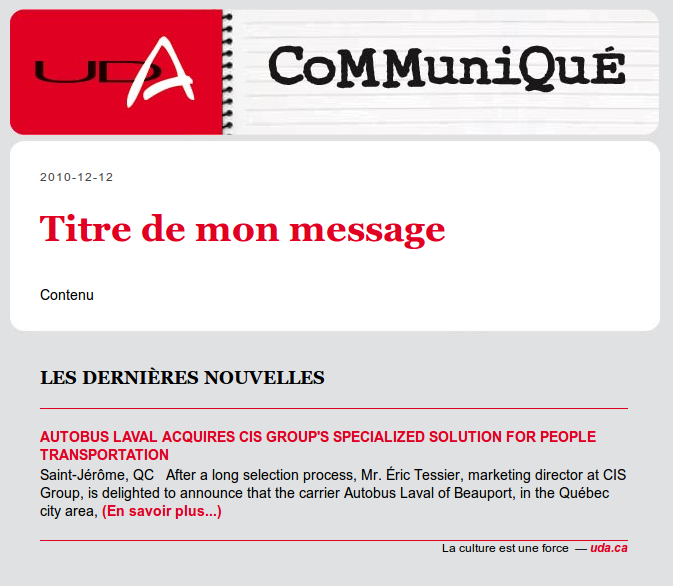 UDA
CoMMuniQuÉ
2010-12-12
Titre de mon message
Contenu
LES DERNIÈRES NOUVELLES
AUTOBUS LAVAL ACQUIRES CIS GROUP'S SPECIALIZED SOLUTION FOR PEOPLE
TRANSPORTATION
Saint-Jérôme, QC   After a long selection process, Mr. Éric Tessier, marketing director at CIS
Group, is delighted to announce that the carrier Autobus Laval of Beauport, in the Québec
city area, (En savoir plus...)
La culture est une force — uda.ca